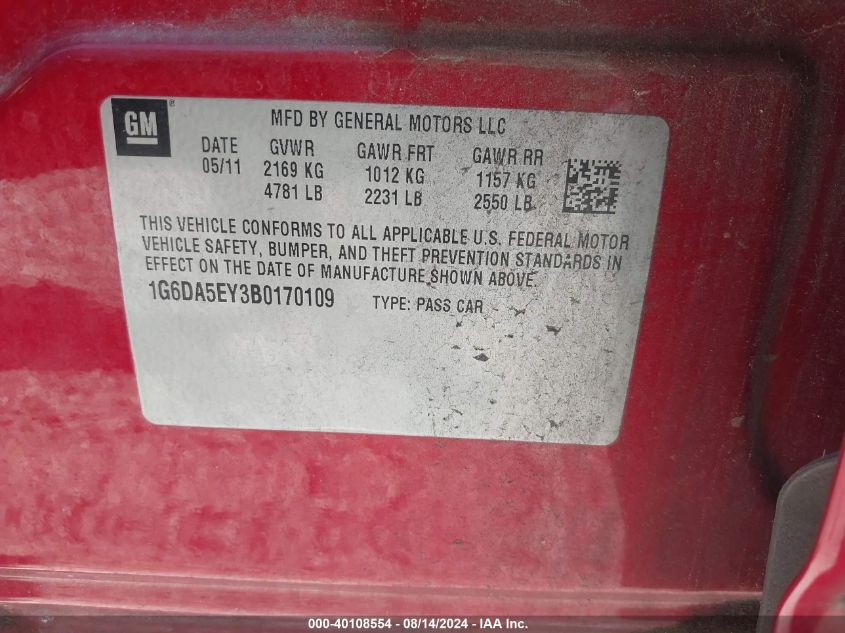 GM ®
MFD BY GENERAL MOTORS LLC
DATE GVWR GAWR FRT GAWR RR
05/11 2169 KG 1012 KG 1157 KG
4781 LB 2231 LB 2550 LB
THIS VEHICLE CONFORMS TO ALL APPLICABLE U.S. FEDERAL MOTOR
VEHICLE SAFETY, BUMPER, AND THEFT PREVENTION STANDARDS IN
EFFECT ON THE DATE OF MANUFACTURE SHOWN ABOVE.
1G6DA5EY3B0170109 TYPE: PASS CAR
000-40108554 - 08/14/2024 - IAA Inc.